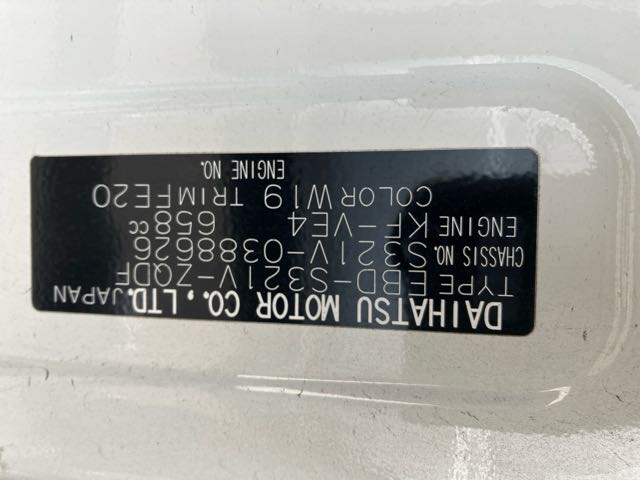 DAIHATSU MOTOR CO., LTD. JAPAN
TYPE EBD-S321V-ZQDF
CHASSIS NO. S321V-0388626
ENGINE KF-VE4 658 CC
COLOR W19 TRIM FE20
ENGINE NO.